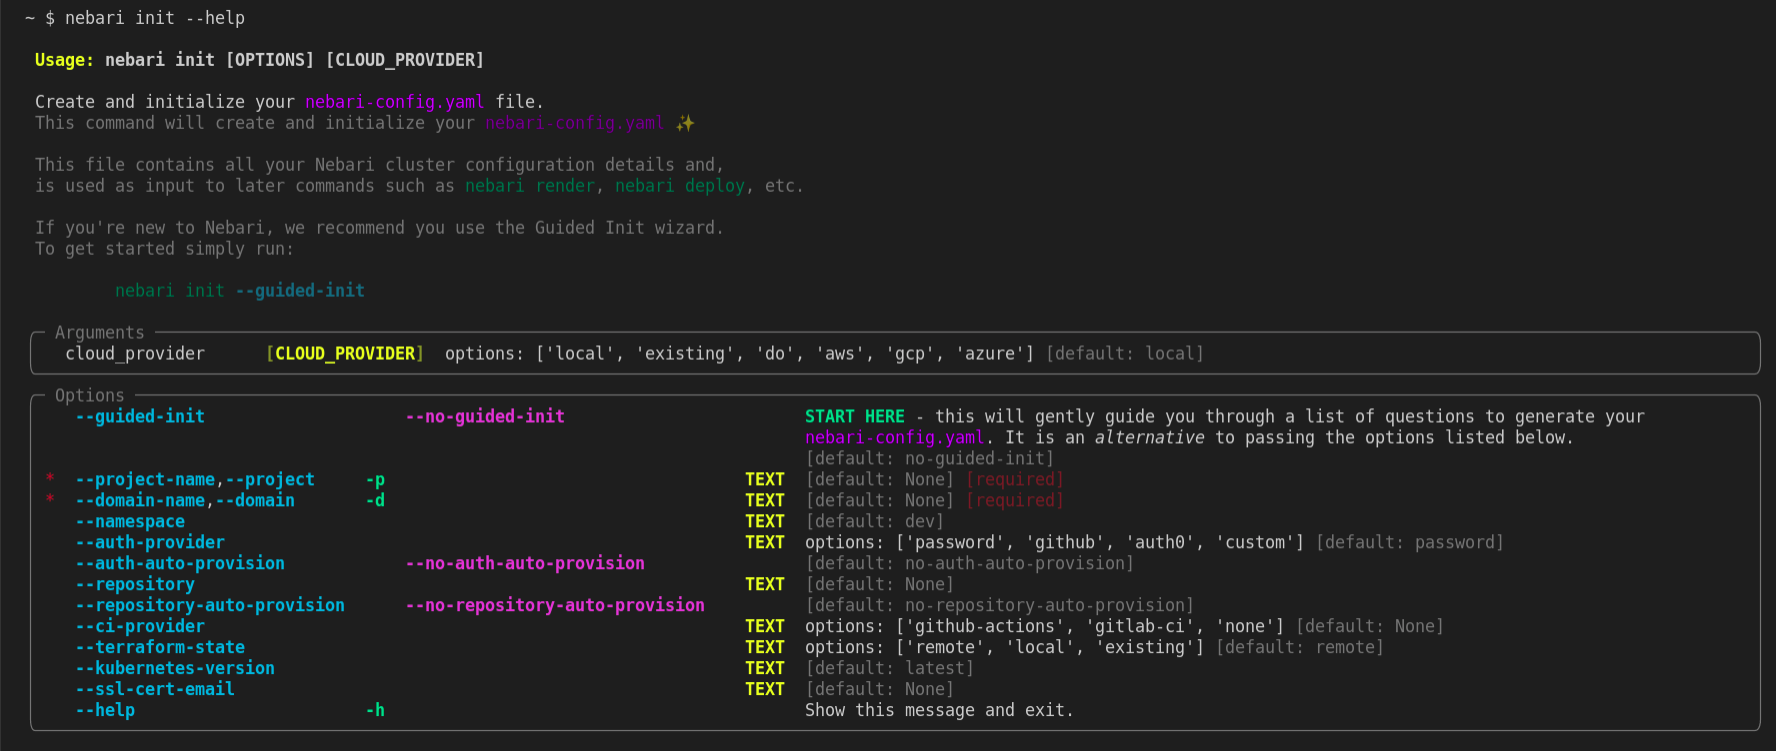 ~ $ nebari init --help
Usage: nebari init [OPTIONS] [CLOUD_PROVIDER]
Create and initialize your nebari-config.yaml file.
This command will create and initialize your nebari-config.yaml ✨
This file contains all your Nebari cluster configuration details and,
is used as input to later commands such as nebari render, nebari deploy, etc.
If you're new to Nebari, we recommend you use the Guided Init wizard.
To get started simply run:
nebari init --guided-init
Arguments
cloud_provider [CLOUD_PROVIDER] options: ['local', 'existing', 'do', 'aws', 'gcp', 'azure'] [default: local]
Options
--guided-init --no-guided-init START HERE - this will gently guide you through a list of questions to generate your
nebari-config.yaml. It is an alternative to passing the options listed below.
[default: no-guided-init]
* --project-name,--project -p TEXT [default: None] [required]
* --domain-name,--domain -d TEXT [default: None] [required]
--namespace TEXT [default: dev]
--auth-provider TEXT options: ['password', 'github', 'auth0', 'custom'] [default: password]
--auth-auto-provision --no-auth-auto-provision [default: no-auth-auto-provision]
--repository TEXT [default: None]
--repository-auto-provision --no-repository-auto-provision [default: no-repository-auto-provision]
--ci-provider TEXT options: ['github-actions', 'gitlab-ci', 'none'] [default: None]
--terraform-state TEXT options: ['remote', 'local', 'existing'] [default: remote]
--kubernetes-version TEXT [default: latest]
--ssl-cert-email TEXT [default: None]
--help -h Show this message and exit.